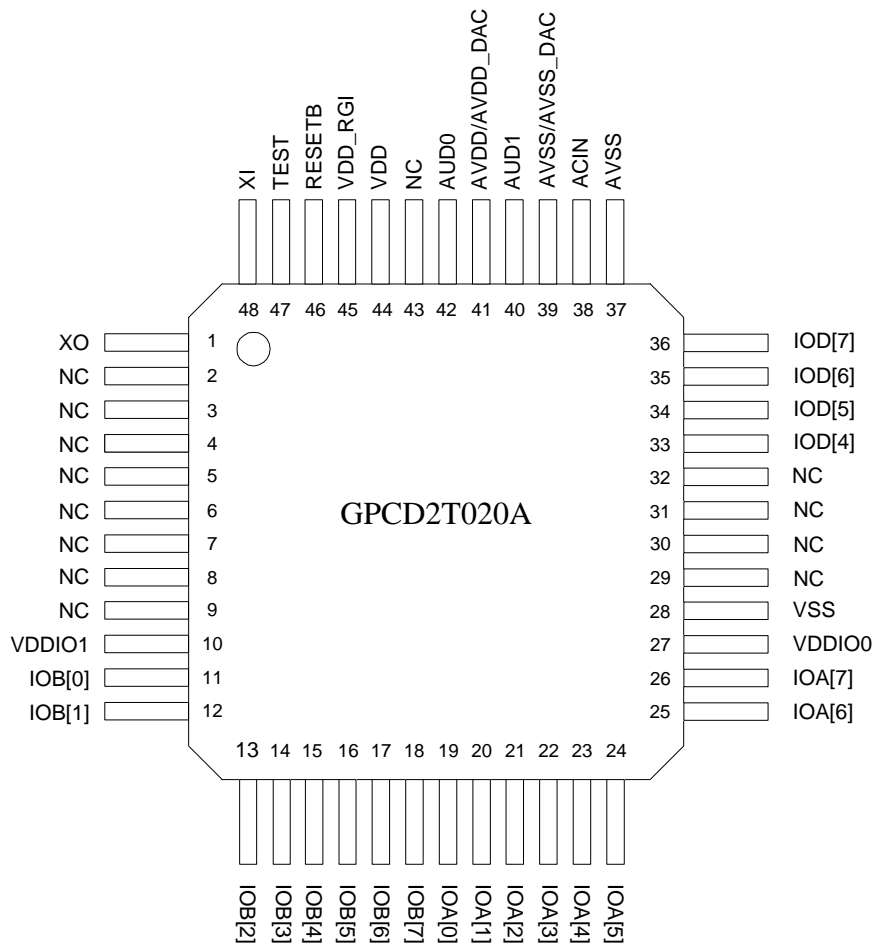 XI
TEST
RESETB
VDD_RGI
VDD
NC
AUD0
AVDD/AVDD_DAC
AUD1
AVSS/AVSS_DAC
ACIN
AVSS
48 47 46 45 44 43 42 41 40 39 38 37
XO 1 36 IOD[7]
NC 2 35 IOD[6]
NC 3 34 IOD[5]
NC 4 33 IOD[4]
NC 5 32 NC
NC 6 31 NC
GPCD2T020A
NC 7 30 NC
NC 8 29 NC
NC 9 28 VSS
VDDIO1 10 27 VDDIO0
IOB[0] 11 26 IOA[7]
IOB[1] 12 25 IOA[6]
13 14 15 16 17 18 19 20 21 22 23 24
IOB[2]
IOB[3]
IOB[4]
IOB[5]
IOB[6]
IOB[7]
IOA[0]
IOA[1]
IOA[2]
IOA[3]
IOA[4]
IOA[5]